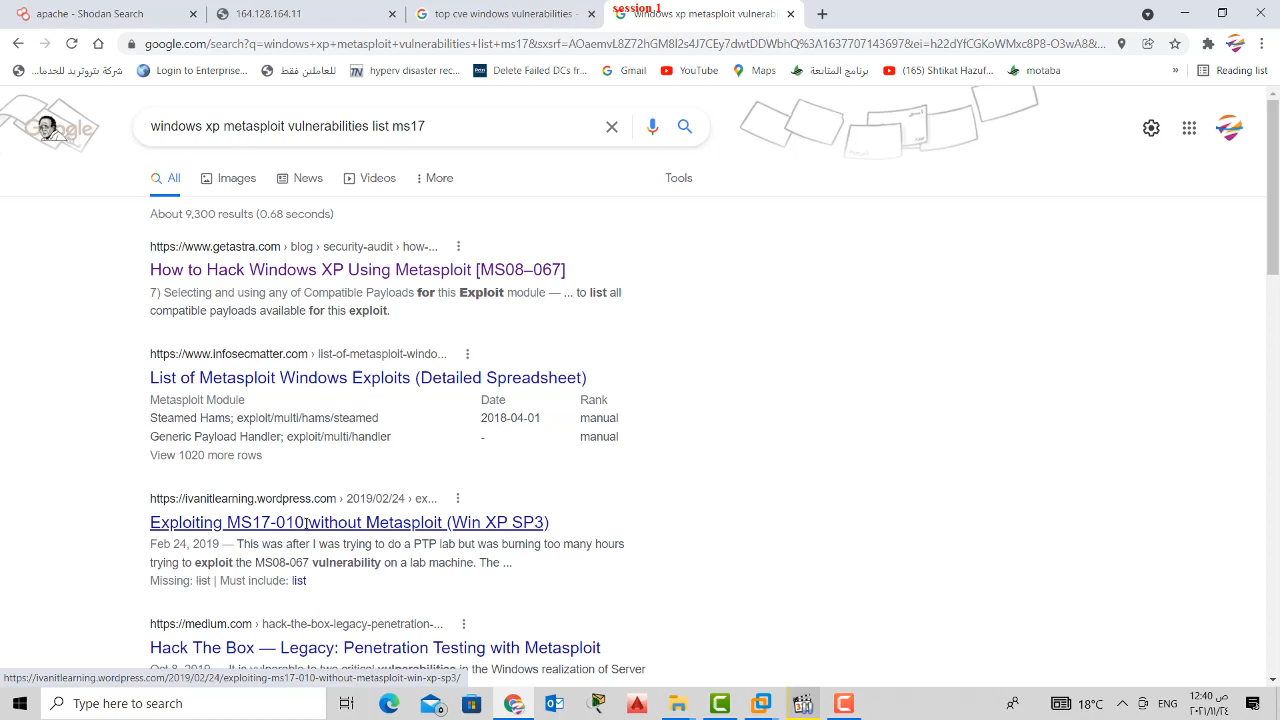 session 1
Search - Malware Domain List
164.128.164.11
top cve windows vulnerabilities -
windows xp metasploit vulnerabili
google.com/search?q=windows+xp+metasploit+vulnerabilities+list+ms17
شركة بتروتريد للخدمات ...
Login : Enterprise...
للعاملين فقط
hyperv disaster rec...
Delete Failed DCs fr...
Gmail
YouTube
Maps
برنامج المتابعة
(165) Shtikat Hazuf...
motaba
»
Reading list
Google
windows xp metasploit vulnerabilities list ms17
All
Images
News
Videos
More
Tools
About 9,300 results (0.68 seconds)
https://www.getastra.com › blog › security-audit › how-...
How to Hack Windows XP Using Metasploit [MS08–067]
7) Selecting and using any of Compatible Payloads for this Exploit module — ... to list all
compatible payloads available for this exploit.
https://www.infosecmatter.com › list-of-metasploit-windo...
List of Metasploit Windows Exploits (Detailed Spreadsheet)
Metasploit Module Date Rank
Steamed Hams; exploit/multi/hams/steamed 2018-04-01 manual
Generic Payload Handler; exploit/multi/handler - manual
View 1020 more rows
https://ivanitlearning.wordpress.com › 2019/02/24 › ex...
Exploiting MS17-010 without Metasploit (Win XP SP3)
Feb 24, 2019 — This was after I was trying to do a PTP lab but was burning too many hours
trying to exploit the MS08-067 vulnerability on a lab machine. The ...
Missing: list | Must include: list
https://medium.com › hack-the-box-legacy-penetration-...
Hack The Box — Legacy: Penetration Testing with Metasploit
Oct 8, 2019 — It is vulnerable to two critical vulnerabilities in the Windows realization of Server
https://ivanitlearning.wordpress.com/2019/02/24/exploiting-ms17-010-without-metasploit-win-xp-sp3/
Type here to search
18°C
ENG
12:40 ص